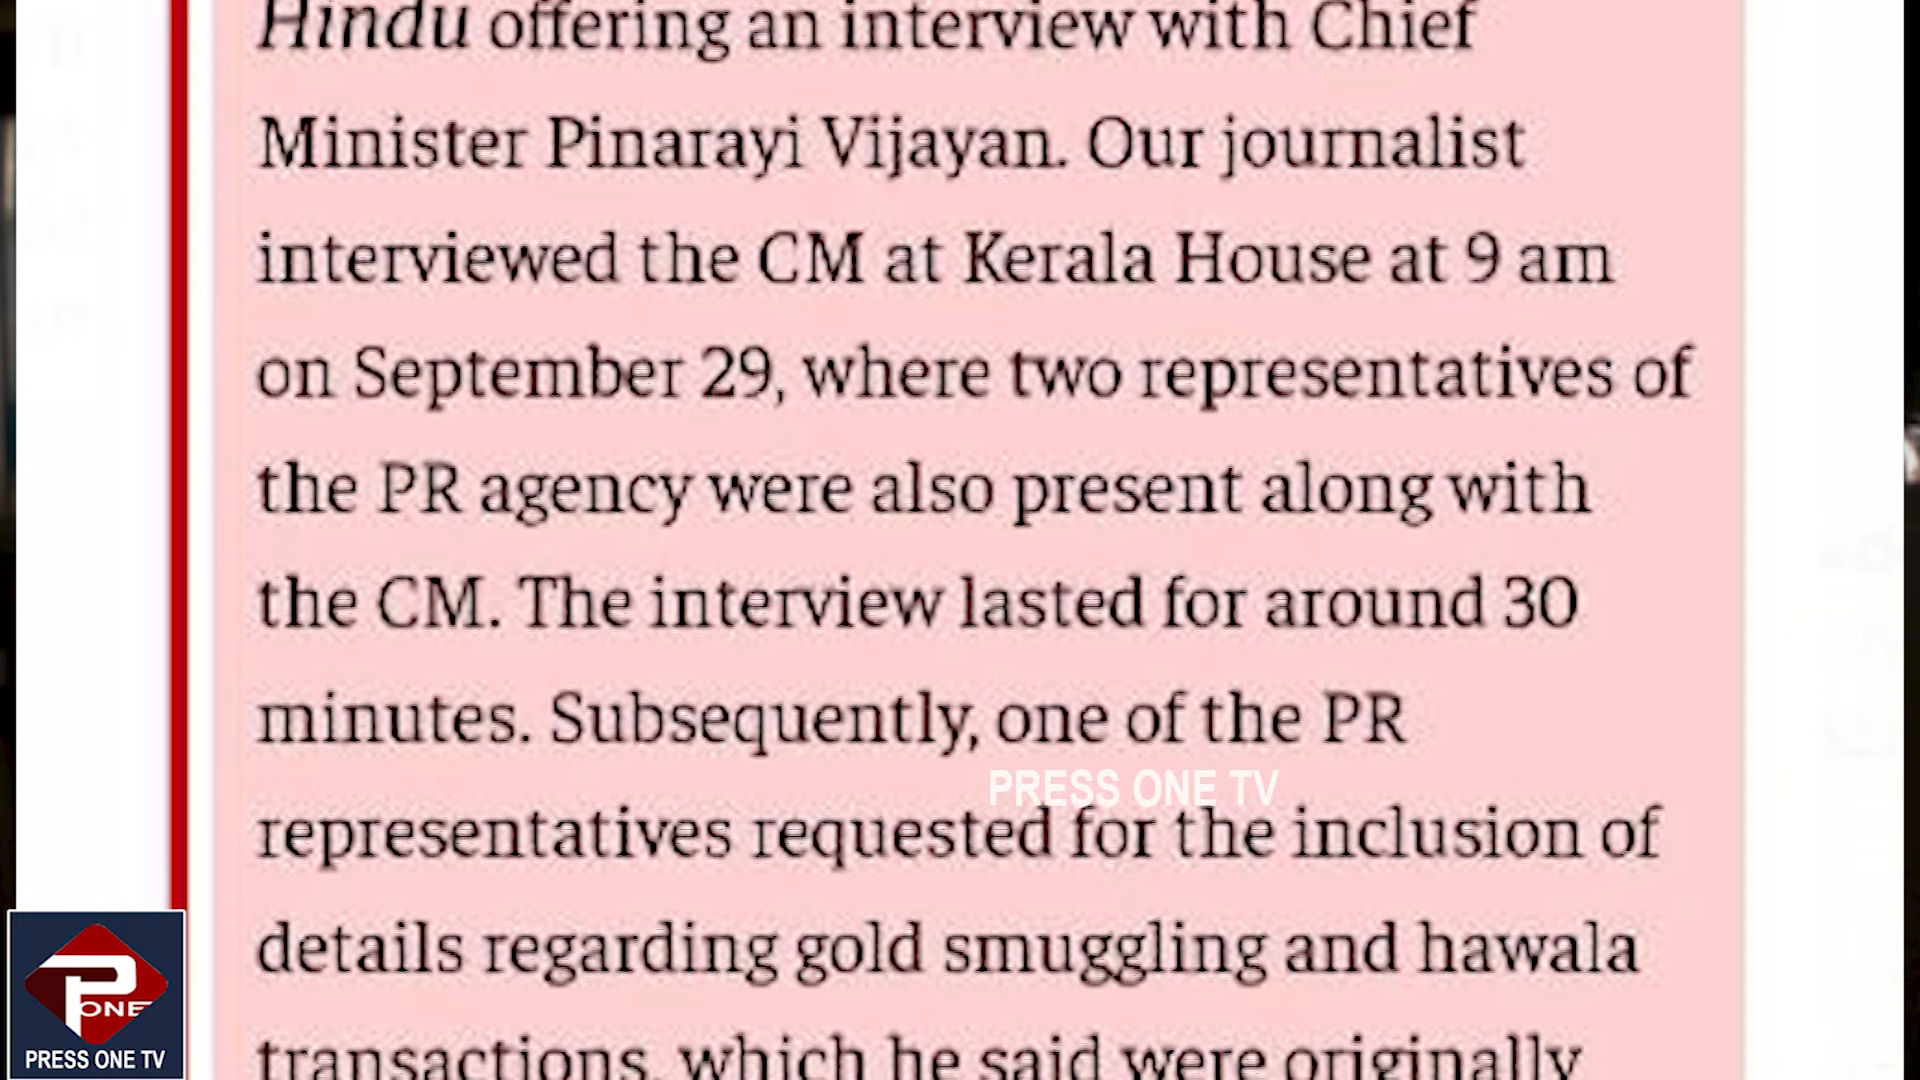 Hindu offering an interview with Chief
Minister Pinarayi Vijayan. Our journalist
interviewed the CM at Kerala House at 9 am
on September 29, where two representatives of
the PR agency were also present along with
the CM. The interview lasted for around 30
minutes. Subsequently, one of the PR
PRESS ONE TV
representatives requested for the inclusion of
details regarding gold smuggling and hawala
transactions, which he said were originally
P
ONE
PRESS ONE TV